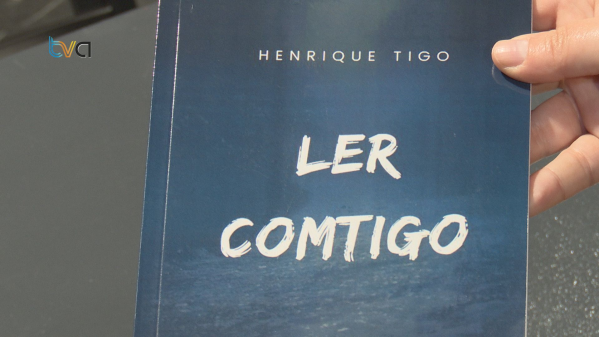 tva
HENRIQUE TIGO
LER
COMTIGO